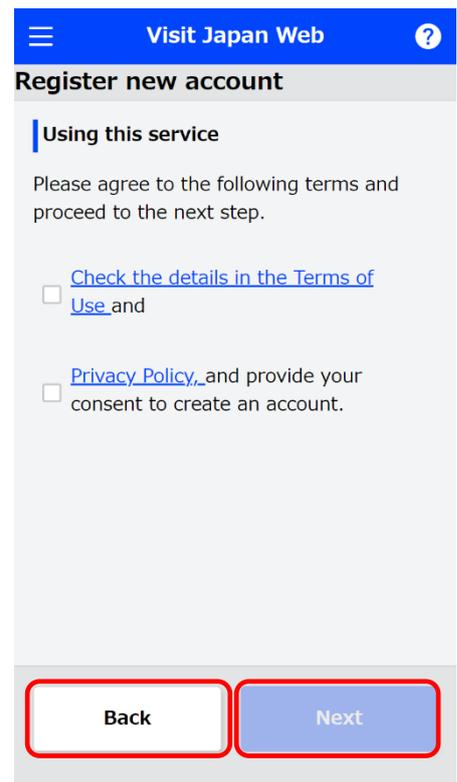 Visit Japan Web
?
Register new account
Using this service
Please agree to the following terms and
proceed to the next step.
Check the details in the Terms of
Use and
Privacy Policy, and provide your
consent to create an account.
Back
Next